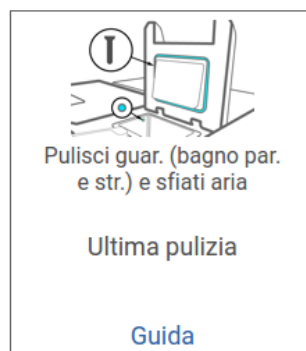 Pulisci guar. (bagno par.
e str.) e sfiati aria
Ultima pulizia
Guida